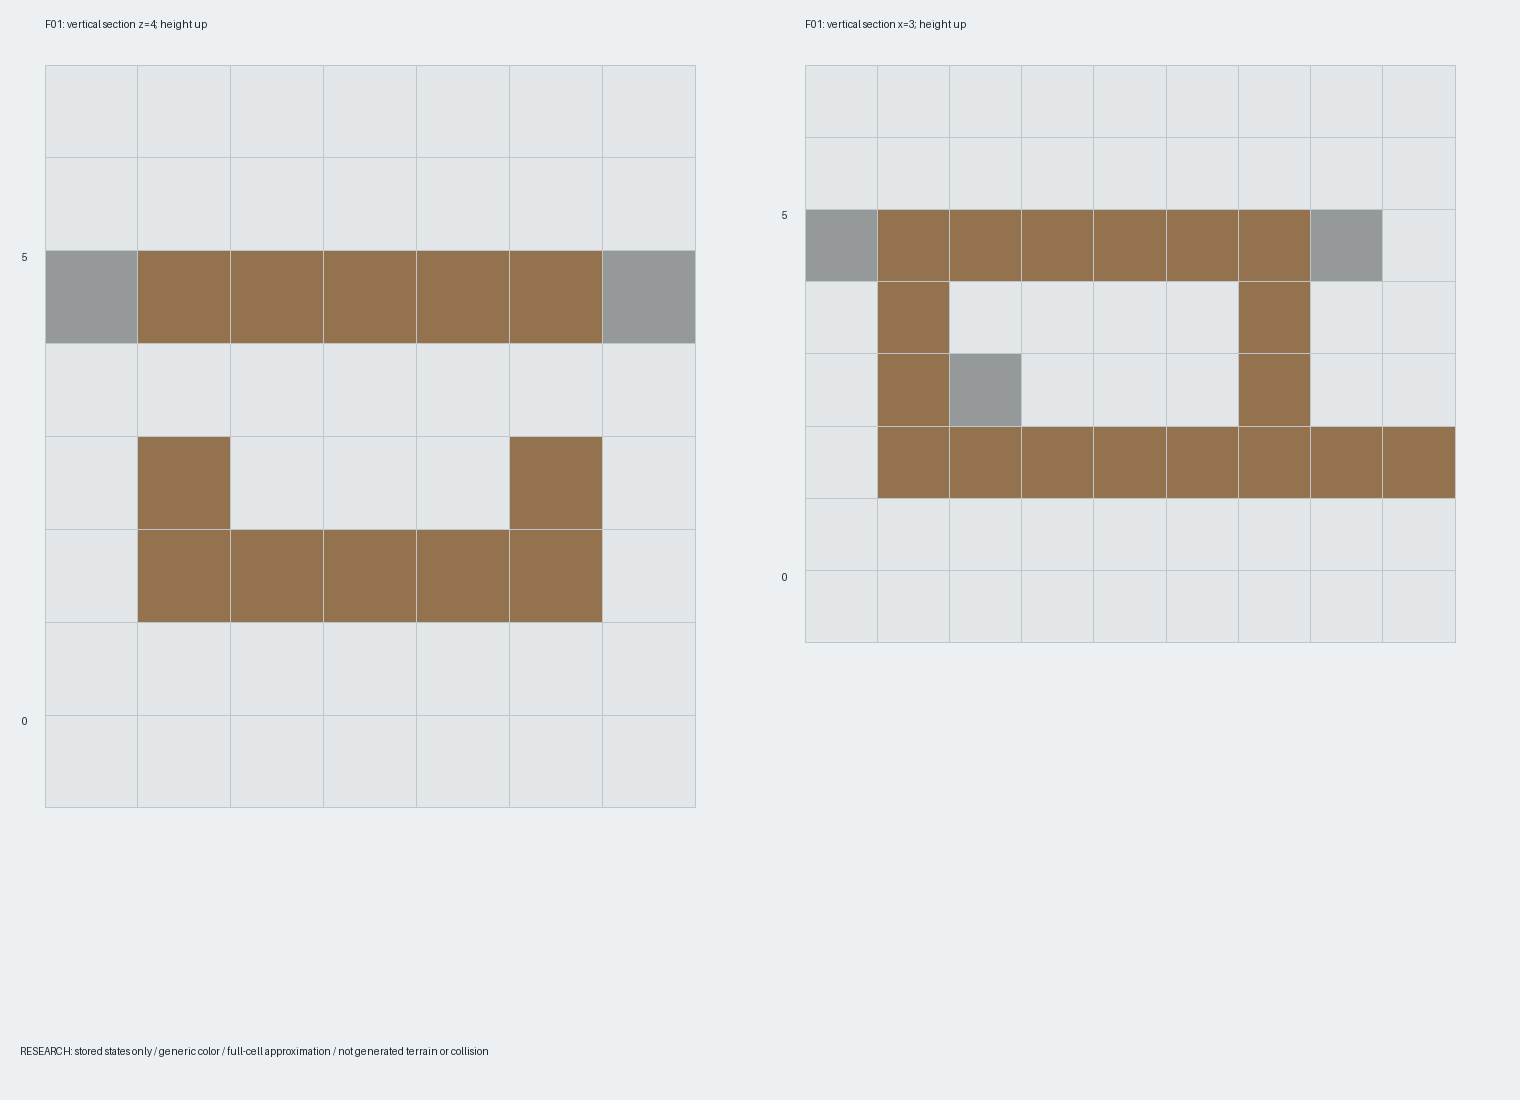 F01: vertical section z=4; height up
F01: vertical section x=3; height up
5
0
5
0
RESEARCH: stored states only / generic color / full-cell approximation / not generated terrain or collision